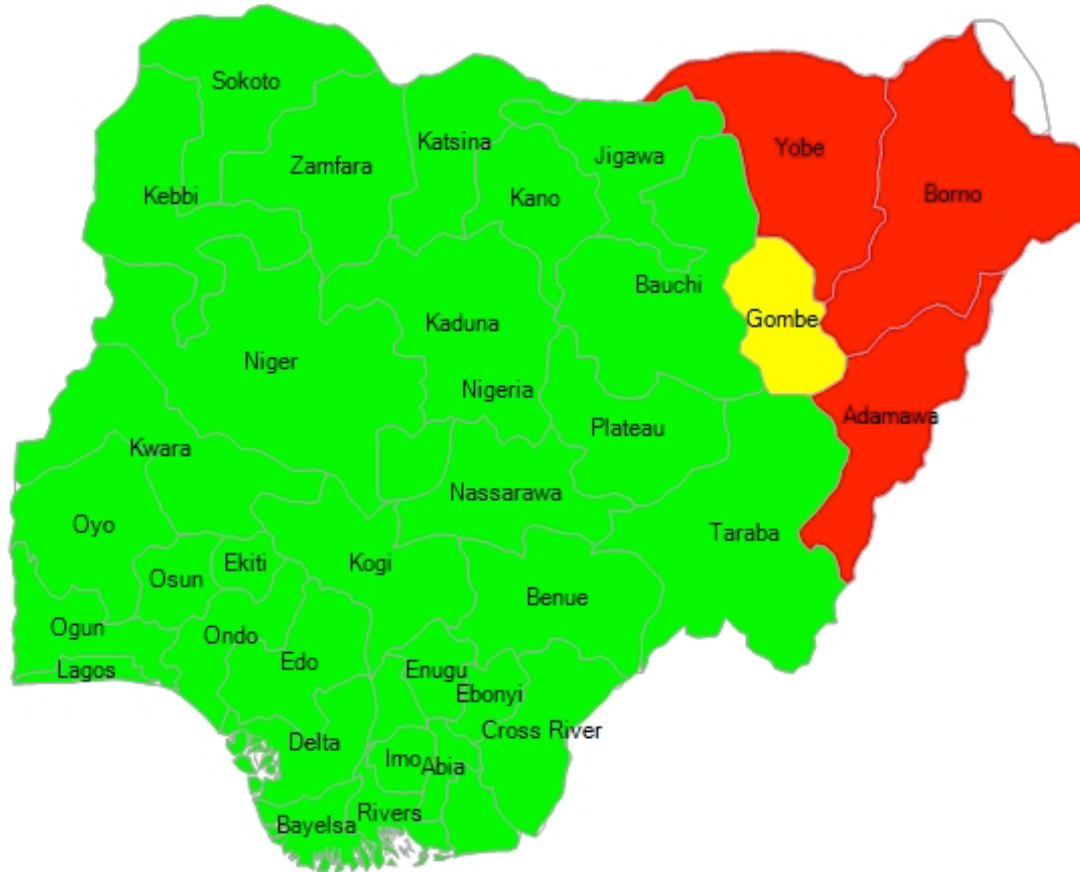 Sokoto
Katsina
Yobe
Jigawa
Zamfara
Kebbi
Kano
Borno
Bauchi
Gombe
Kaduna
Niger
Nigeria
Adamawa
Plateau
Kwara
Nassarawa
Oyo
Taraba
Ekiti
Kogi
Osun
Benue
Ogun
Ondo
Edo
Lagos
Enugu
Ebonyi
Cross River
Delta
Imo
Abia
Rivers
Bayelsa